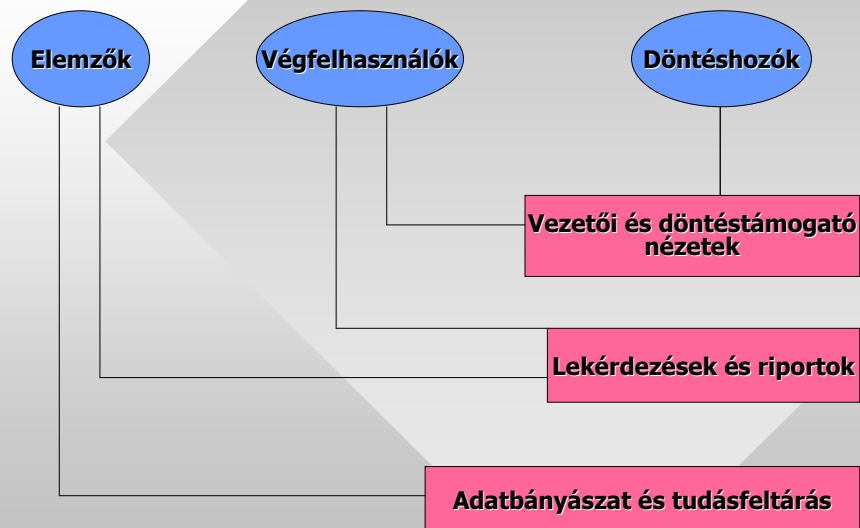 Elemzők
Végfelhasználók
Döntéshozók
Vezetői és döntéstámogató
nézetek
Lekérdezések és riportok
Adatbányászat és tudásfeltárás